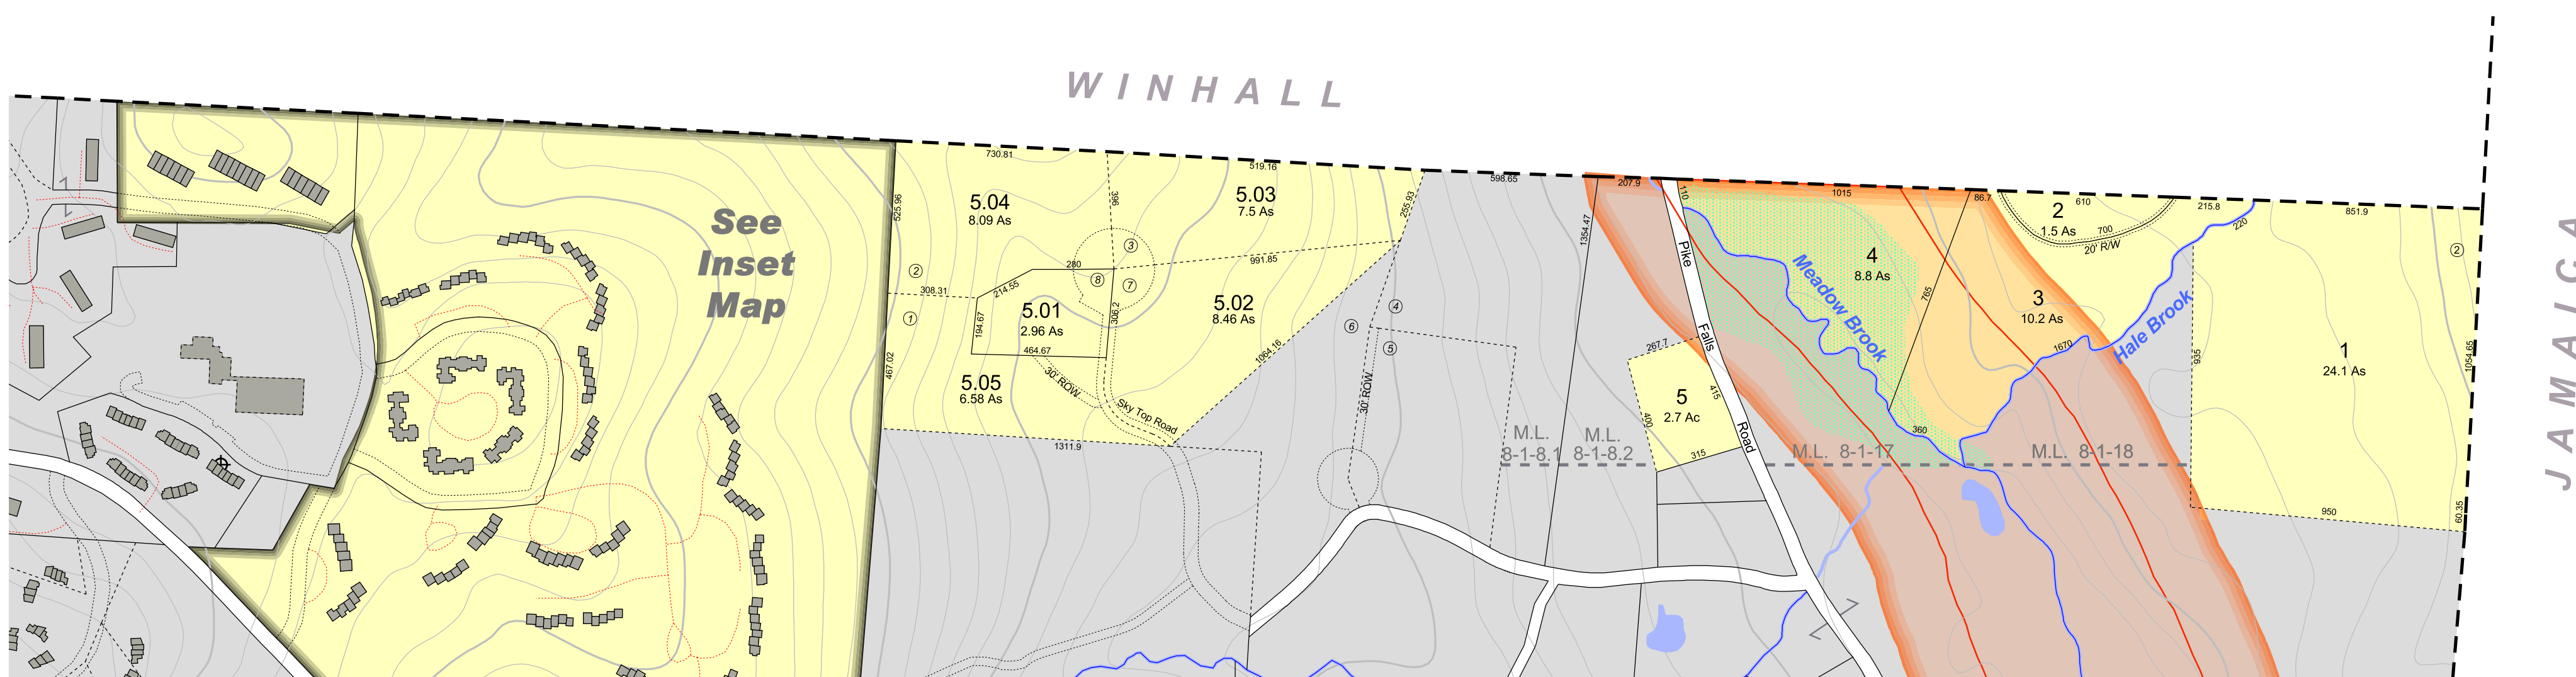 WINHALL
JAMAICA
See
Inset
Map
730.81
519.16
598.65
207.9
110
1015
86.7
610
215.8
851.9
220
525.96
5.04
8.09 As
396
5.03
7.5 As
255.93
1354.47
2
1.5 As
700
20' R/W
2
3
280
8
7
991.85
4
8.8 As
Pike
Falls
Road
Meadow Brook
765
3
10.2 As
1670
Hale Brook
2
308.31
214.55
1
194.67
5.01
2.96 As
306.2
464.67
5.02
8.46 As
4
6
5
1064.16
467.02
5.05
6.58 As
30' ROW
Sky Top Road
1311.9
30' ROW
267.7
5
2.7 Ac
415
400
315
360
935
1
24.1 As
1054.65
M.L.
8-1-8.1
M.L.
8-1-8.2
M.L. 8-1-17
M.L. 8-1-18
950
60.35